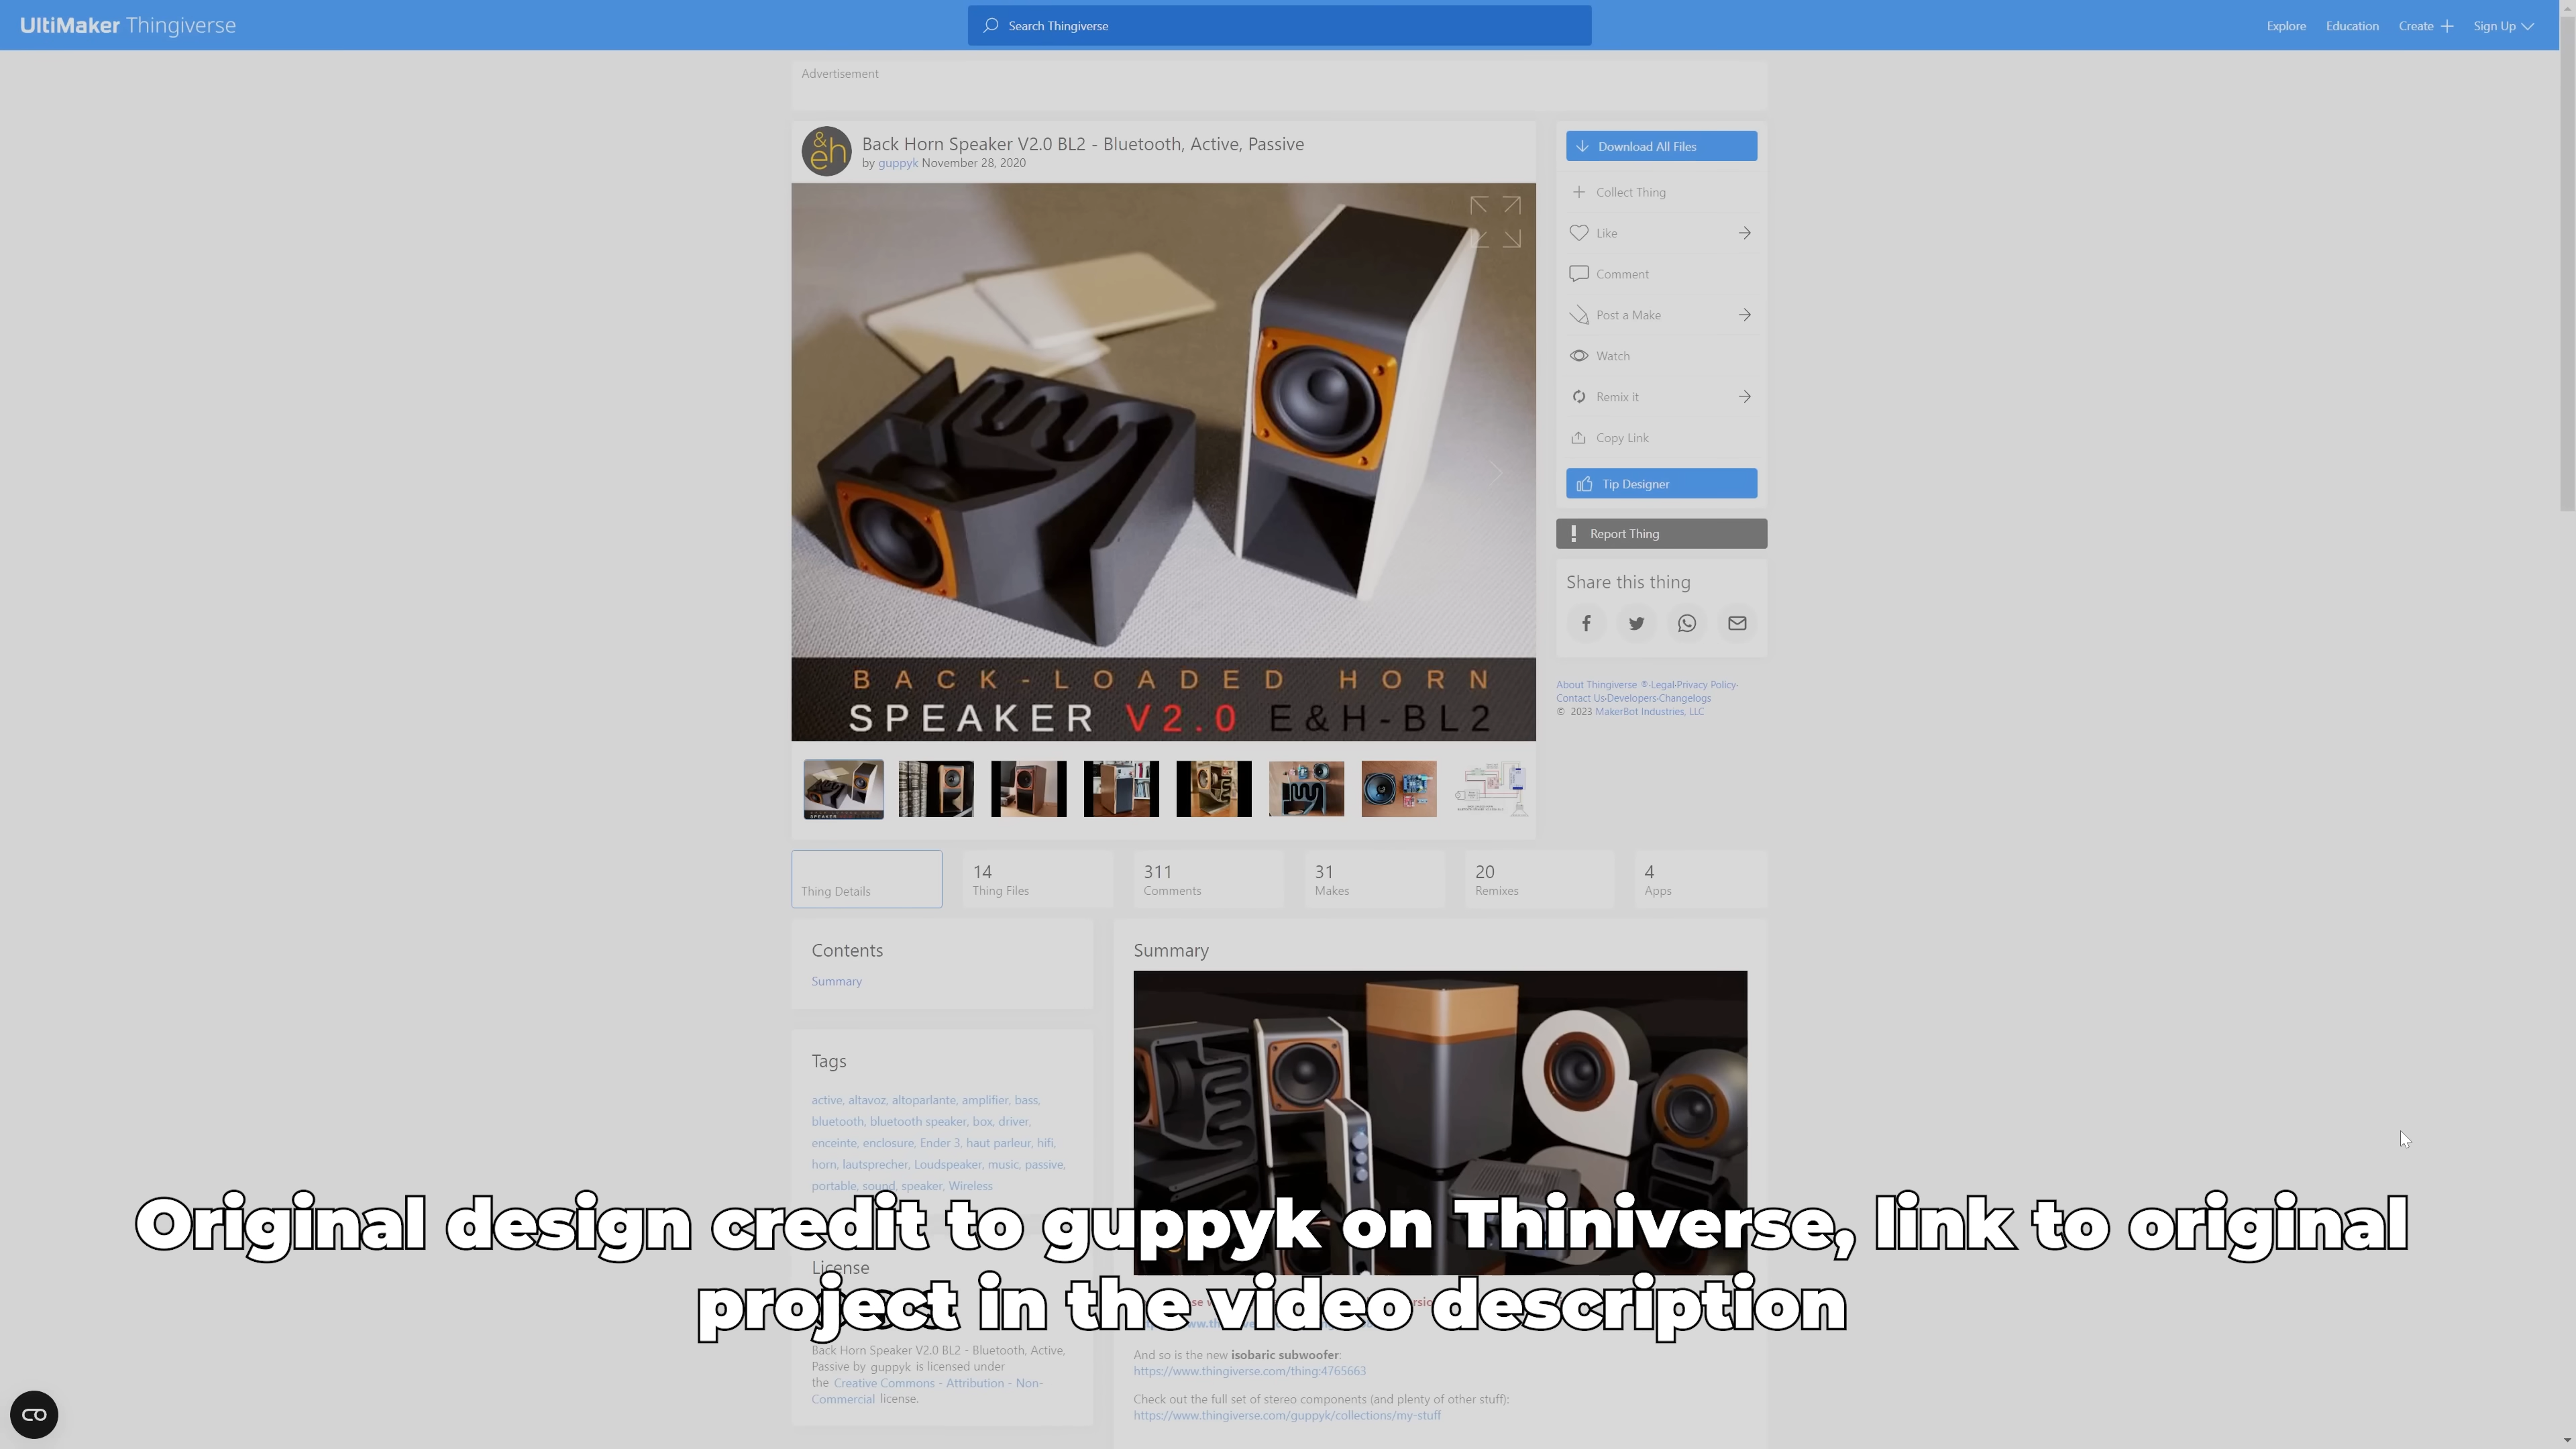 UltiMaker Thingiverse
Search Thingiverse
Explore
Education
Create
Sign Up
Advertisement
&eh
Back Horn Speaker V2.0 BL2 - Bluetooth, Active, Passive
by guppyk November 28, 2020
BACK-LOADED HORN
SPEAKER V2.0 E&H-BL2
Download All Files
Collect Thing
Like
Comment
Post a Make
Watch
Remix it
Copy Link
Tip Designer
Report Thing
Share this thing
About Thingiverse ®·Legal·Privacy Policy·
Contact Us·Developers·Changelogs
© 2023 MakerBot Industries, LLC
Thing Details
14
Thing Files
311
Comments
31
Makes
20
Remixes
4
Apps
Contents
Summary
Tags
active, altavoz, altoparlante, amplifier, bass,
bluetooth, bluetooth speaker, box, driver,
enceinte, enclosure, Ender 3, haut parleur, hifi,
horn, lautsprecher, Loudspeaker, music, passive,
portable, sound, speaker, Wireless
License
Back Horn Speaker V2.0 BL2 - Bluetooth, Active,
Passive by guppyk is licensed under
the Creative Commons - Attribution - Non-
Commercial license.
Summary
And so is the new isobaric subwoofer:
https://www.thingiverse.com/thing:4765663
Check out the full set of stereo components (and plenty of other stuff):
https://www.thingiverse.com/guppyk/collections/my-stuff
Original design credit to guppyk on Thiniverse, link to original
project in the video description